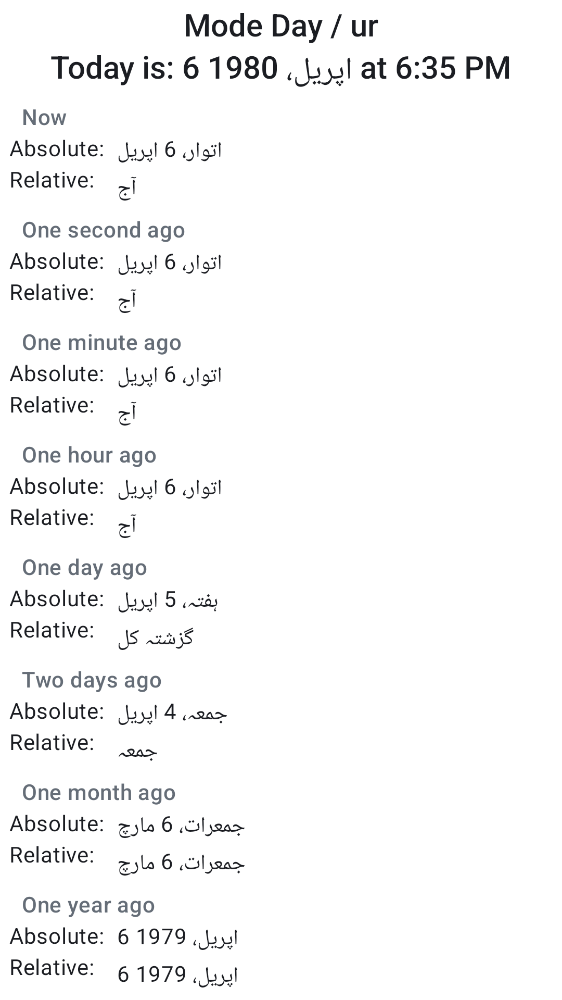 Mode Day / ur
Today is: 6 اپریل، 1980 at 6:35 PM
Now
Absolute: اتوار، 6 اپریل
Relative: آج
One second ago
Absolute: اتوار، 6 اپریل
Relative: آج
One minute ago
Absolute: اتوار، 6 اپریل
Relative: آج
One hour ago
Absolute: اتوار، 6 اپریل
Relative: آج
One day ago
Absolute: ہفتہ، 5 اپریل
Relative: گزشتہ کل
Two days ago
Absolute: جمعہ، 4 اپریل
Relative: جمعہ
One month ago
Absolute: جمعرات، 6 مارچ
Relative: جمعرات، 6 مارچ
One year ago
Absolute: 6 اپریل، 1979
Relative: 6 اپریل، 1979